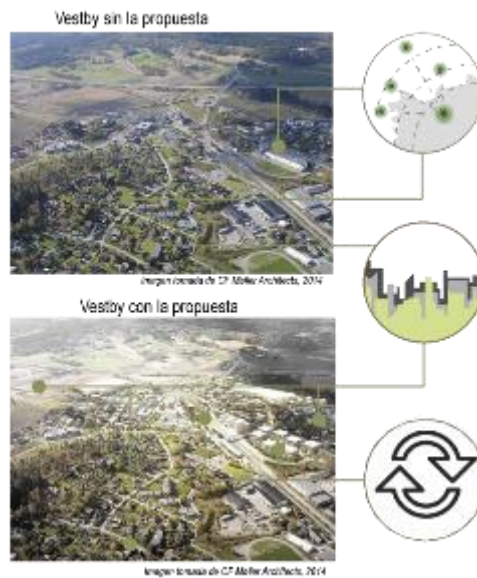 Vestby sin la propuesta
Imagen tomada de CF Møller Architects, 2014
Vestby con la propuesta
Imagen tomada de CF Møller Architects, 2014